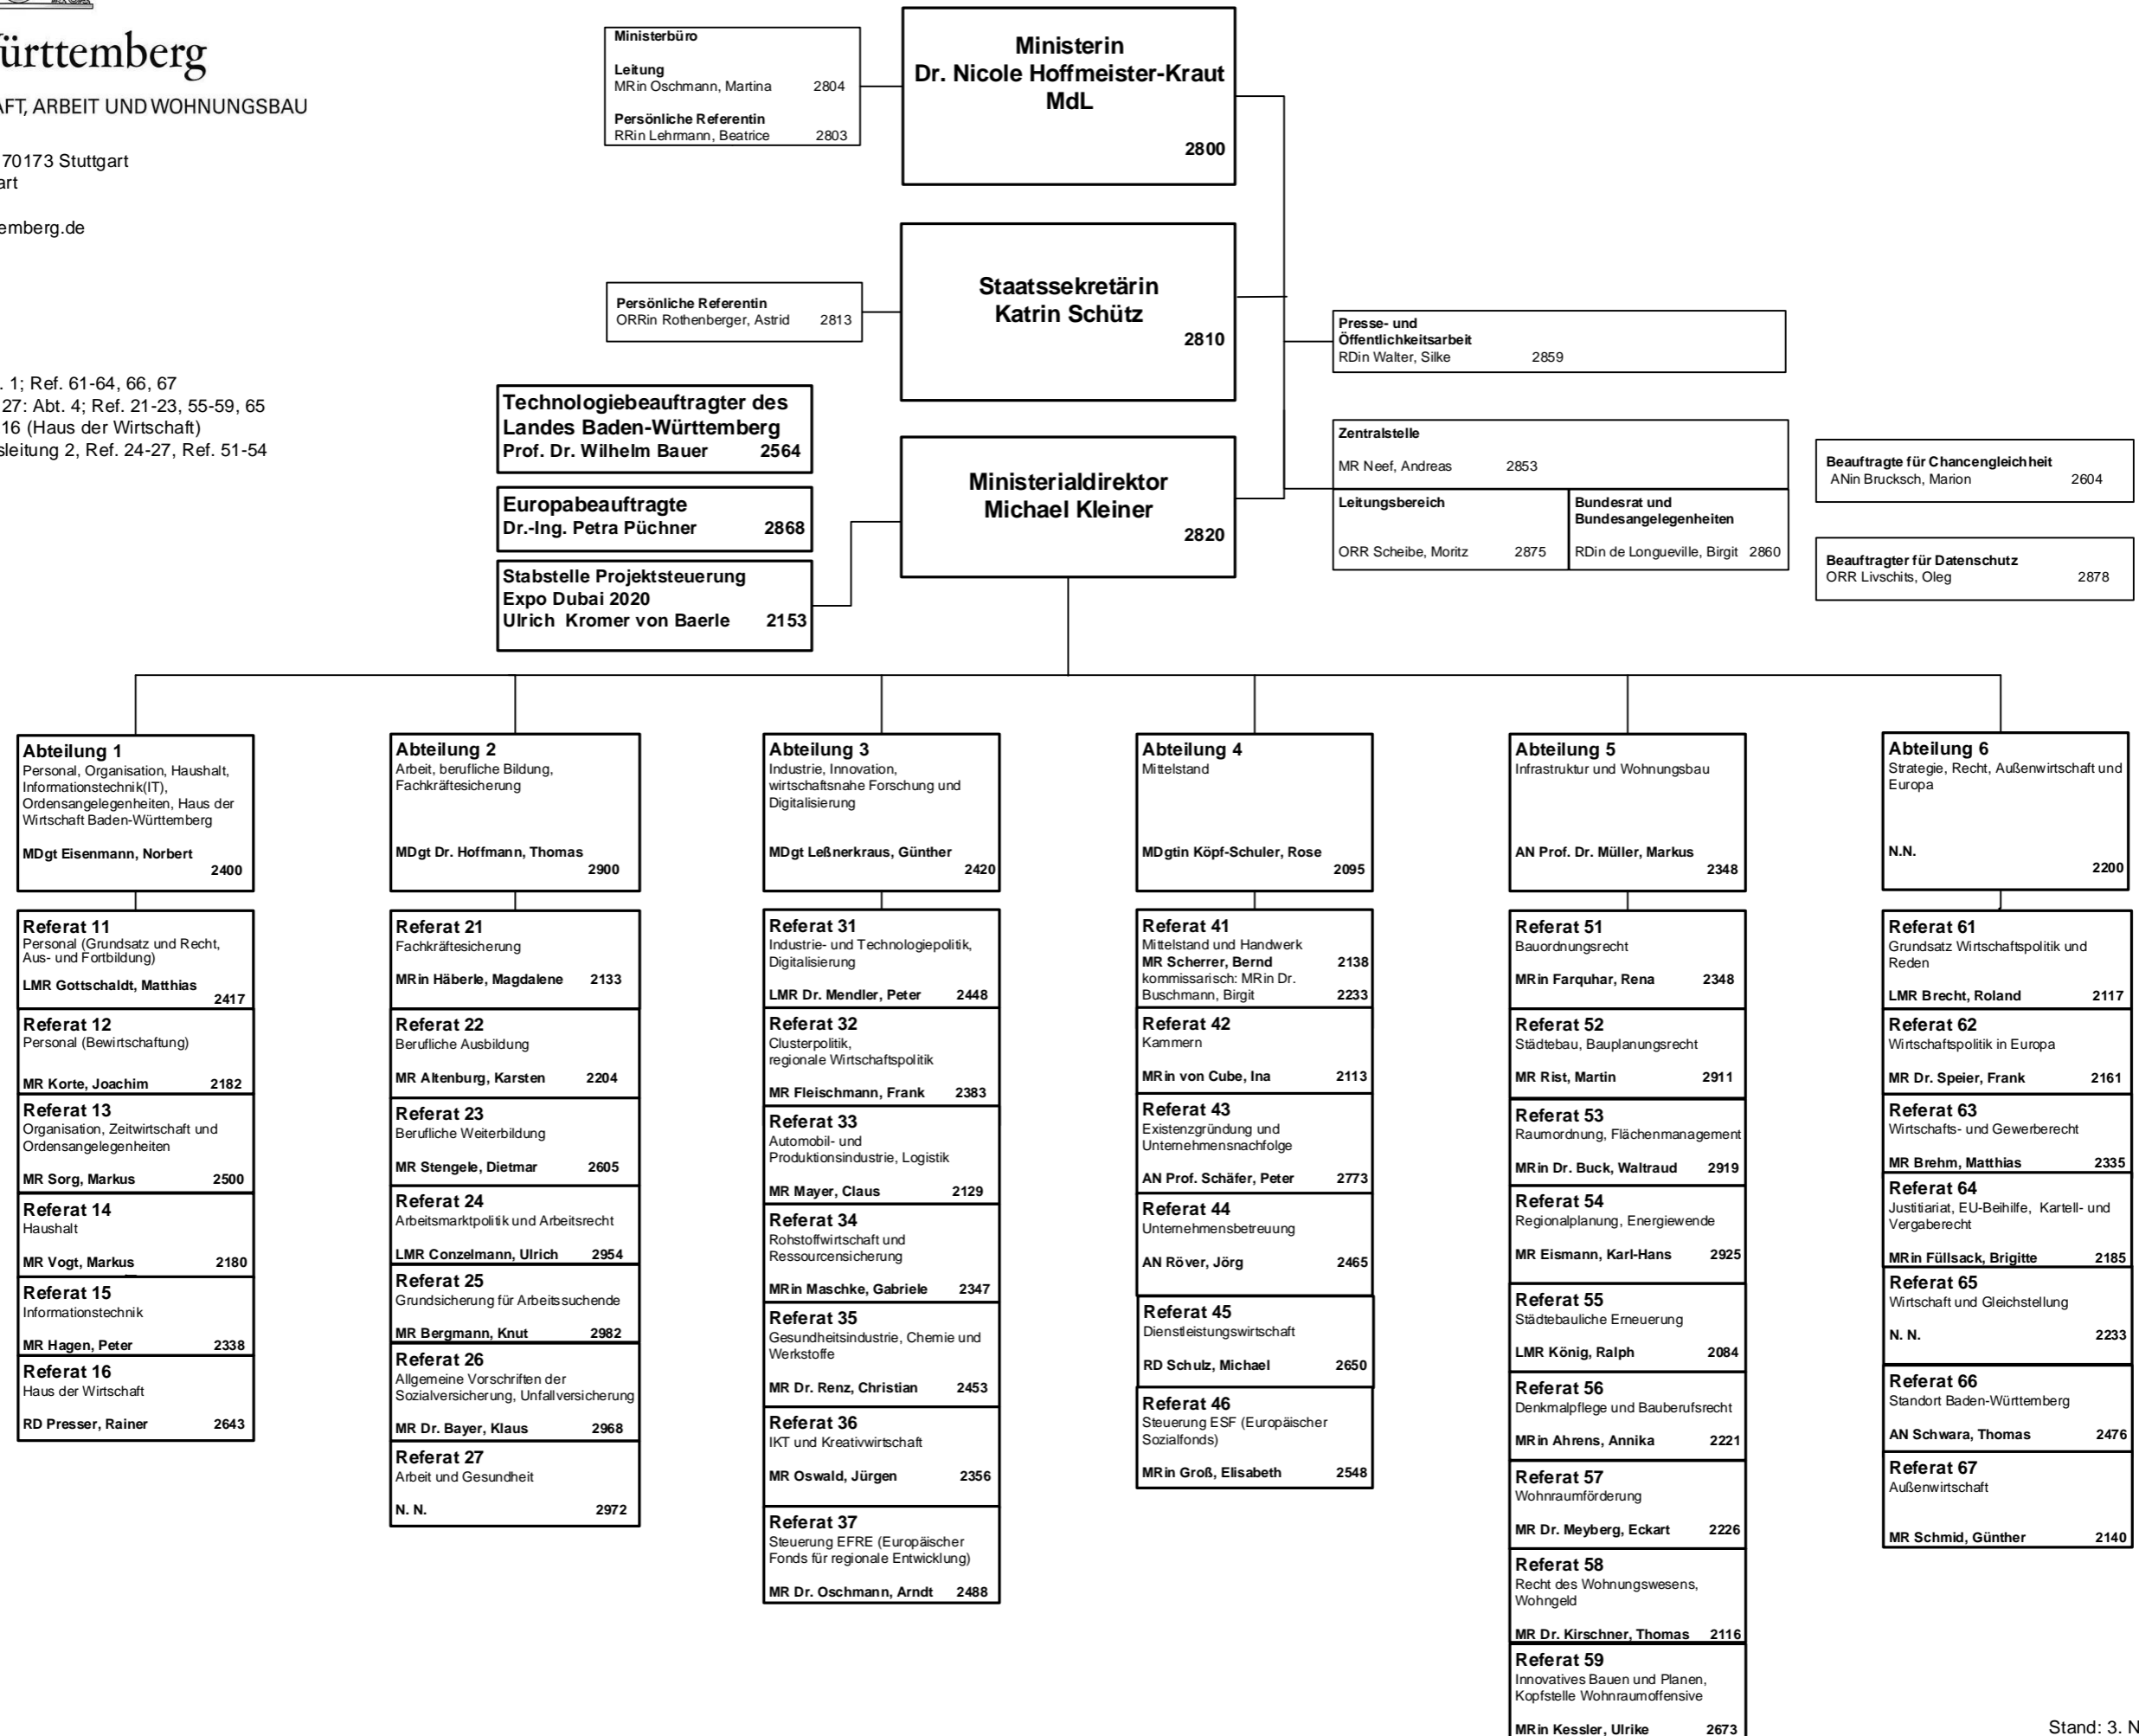 Württemberg
AFT, ARBEIT UND WOHNUNGSBAU
70173 Stuttgart
art
emberg.de
. 1; Ref. 61-64, 66, 67
27: Abt. 4; Ref. 21-23, 55-59, 65
16 (Haus der Wirtschaft)
sleitung 2, Ref. 24-27, Ref. 51-54
Ministerbüro
Leitung
MRin Oschmann, Martina 2804
Persönliche Referentin
RRin Lehrmann, Beatrice 2803
Ministerin
Dr. Nicole Hoffmeister-Kraut
MdL
2800
Persönliche Referentin
ORRin Rothenberger, Astrid 2813
Staatssekretärin
Katrin Schütz
2810
Presse- und
Öffentlichkeitsarbeit
RDin Walter, Silke 2859
Technologiebeauftragter des
Landes Baden-Württemberg
Prof. Dr. Wilhelm Bauer 2564
Europabeauftragte
Dr.-Ing. Petra Püchner 2868
Stabstelle Projektsteuerung
Expo Dubai 2020
Ulrich Kromer von Baerle 2153
Ministerialdirektor
Michael Kleiner
2820
Zentralstelle
MR Neef, Andreas 2853
Leitungsbereich
ORR Scheibe, Moritz 2875
Bundesrat und
Bundesangelegenheiten
RDin de Longueville, Birgit 2860
Beauftragte für Chancengleichheit
ANin Brucksch, Marion 2604
Beauftragter für Datenschutz
ORR Livschits, Oleg 2878
Abteilung 1
Personal, Organisation, Haushalt,
Informationstechnik(IT),
Ordensangelegenheiten, Haus der
Wirtschaft Baden-Württemberg
MDgt Eisenmann, Norbert
2400
Referat 11
Personal (Grundsatz und Recht,
Aus- und Fortbildung)
LMR Gottschaldt, Matthias
2417
Referat 12
Personal (Bewirtschaftung)
MR Korte, Joachim 2182
Referat 13
Organisation, Zeitwirtschaft und
Ordensangelegenheiten
MR Sorg, Markus 2500
Referat 14
Haushalt
MR Vogt, Markus 2180
Referat 15
Informationstechnik
MR Hagen, Peter 2338
Referat 16
Haus der Wirtschaft
RD Presser, Rainer 2643
Abteilung 2
Arbeit, berufliche Bildung,
Fachkräftesicherung
MDgt Dr. Hoffmann, Thomas
2900
Referat 21
Fachkräftesicherung
MRin Häberle, Magdalene 2133
Referat 22
Berufliche Ausbildung
MR Altenburg, Karsten 2204
Referat 23
Berufliche Weiterbildung
MR Stengele, Dietmar 2605
Referat 24
Arbeitsmarktpolitik und Arbeitsrecht
LMR Conzelmann, Ulrich 2954
Referat 25
Grundsicherung für Arbeitssuchende
MR Bergmann, Knut 2982
Referat 26
Allgemeine Vorschriften der
Sozialversicherung, Unfallversicherung
MR Dr. Bayer, Klaus 2968
Referat 27
Arbeit und Gesundheit
N. N. 2972
Abteilung 3
Industrie, Innovation,
wirtschaftsnahe Forschung und
Digitalisierung
MDgt Leßnerkraus, Günther
2420
Referat 31
Industrie- und Technologiepolitik,
Digitalisierung
LMR Dr. Mendler, Peter 2448
Referat 32
Clusterpolitik,
regionale Wirtschaftspolitik
MR Fleischmann, Frank 2383
Referat 33
Automobil- und
Produktionsindustrie, Logistik
MR Mayer, Claus 2129
Referat 34
Rohstoffwirtschaft und
Ressourcensicherung
MRin Maschke, Gabriele 2347
Referat 35
Gesundheitsindustrie, Chemie und
Werkstoffe
MR Dr. Renz, Christian 2453
Referat 36
IKT und Kreativwirtschaft
MR Oswald, Jürgen 2356
Referat 37
Steuerung EFRE (Europäischer
Fonds für regionale Entwicklung)
MR Dr. Oschmann, Arndt 2488
Abteilung 4
Mittelstand
MDgtin Köpf-Schuler, Rose
2095
Referat 41
Mittelstand und Handwerk
MR Scherrer, Bernd 2138
kommissarisch: MRin Dr.
Buschmann, Birgit 2233
Referat 42
Kammern
MRin von Cube, Ina 2113
Referat 43
Existenzgründung und
Unternehmensnachfolge
AN Prof. Schäfer, Peter 2773
Referat 44
Unternehmensbetreuung
AN Röver, Jörg 2465
Referat 45
Dienstleistungswirtschaft
RD Schulz, Michael 2650
Referat 46
Steuerung ESF (Europäischer
Sozialfonds)
MRin Groß, Elisabeth 2548
Abteilung 5
Infrastruktur und Wohnungsbau
AN Prof. Dr. Müller, Markus
2348
Referat 51
Bauordnungsrecht
MRin Farquhar, Rena 2348
Referat 52
Städtebau, Bauplanungsrecht
MR Rist, Martin 2911
Referat 53
Raumordnung, Flächenmanagement
MRin Dr. Buck, Waltraud 2919
Referat 54
Regionalplanung, Energiewende
MR Eismann, Karl-Hans 2925
Referat 55
Städtebauliche Erneuerung
LMR König, Ralph 2084
Referat 56
Denkmalpflege und Bauberufsrecht
MRin Ahrens, Annika 2221
Referat 57
Wohnraumförderung
MR Dr. Meyberg, Eckart 2226
Referat 58
Recht des Wohnungswesens,
Wohngeld
MR Dr. Kirschner, Thomas 2116
Referat 59
Innovatives Bauen und Planen,
Kopfstelle Wohnraumoffensive
MRin Kessler, Ulrike 2673
Abteilung 6
Strategie, Recht, Außenwirtschaft und
Europa
N.N.
2200
Referat 61
Grundsatz Wirtschaftspolitik und
Reden
LMR Brecht, Roland 2117
Referat 62
Wirtschaftspolitik in Europa
MR Dr. Speier, Frank 2161
Referat 63
Wirtschafts- und Gewerberecht
MR Brehm, Matthias 2335
Referat 64
Justitiariat, EU-Beihilfe, Kartell- und
Vergaberecht
MRin Füllsack, Brigitte 2185
Referat 65
Wirtschaft und Gleichstellung
N. N. 2233
Referat 66
Standort Baden-Württemberg
AN Schwara, Thomas 2476
Referat 67
Außenwirtschaft
MR Schmid, Günther 2140
Stand: 3. N